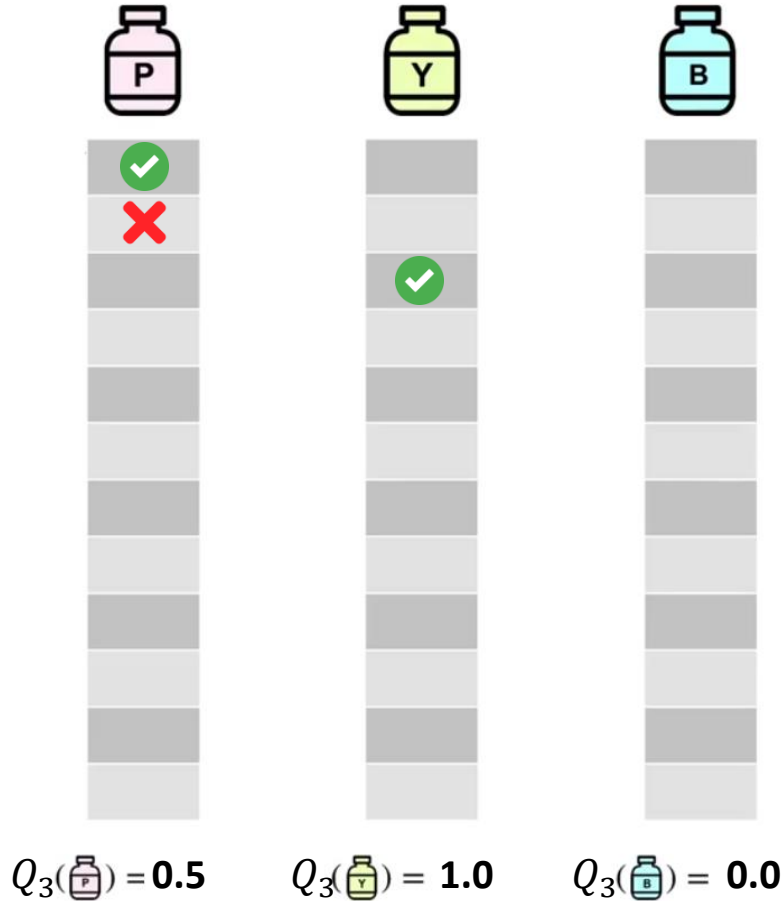 P Y B
Q₃(P) = 0.5 Q₃(Y) = 1.0 Q₃(B) = 0.0